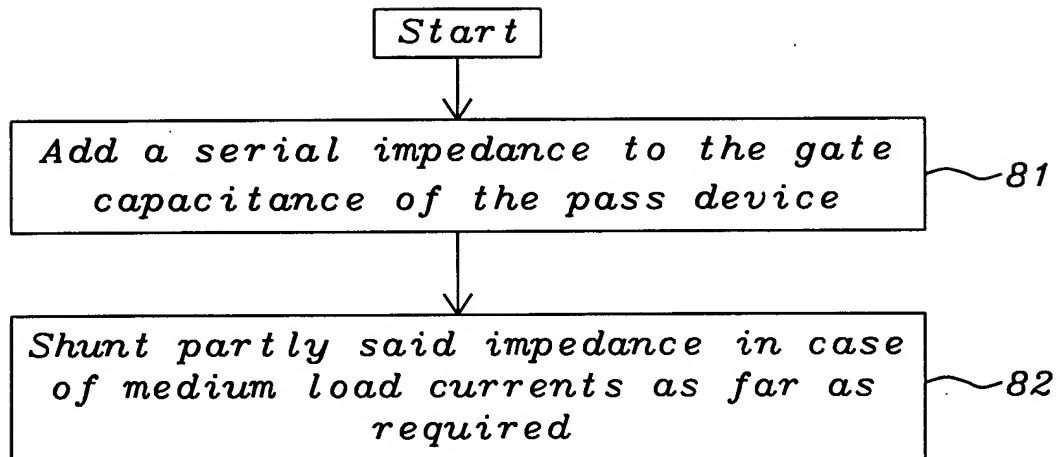 Start
Add a serial impedance to the gate
capacitance of the pass device
81
Shunt partly said impedance in case
of medium load currents as far as
required
82